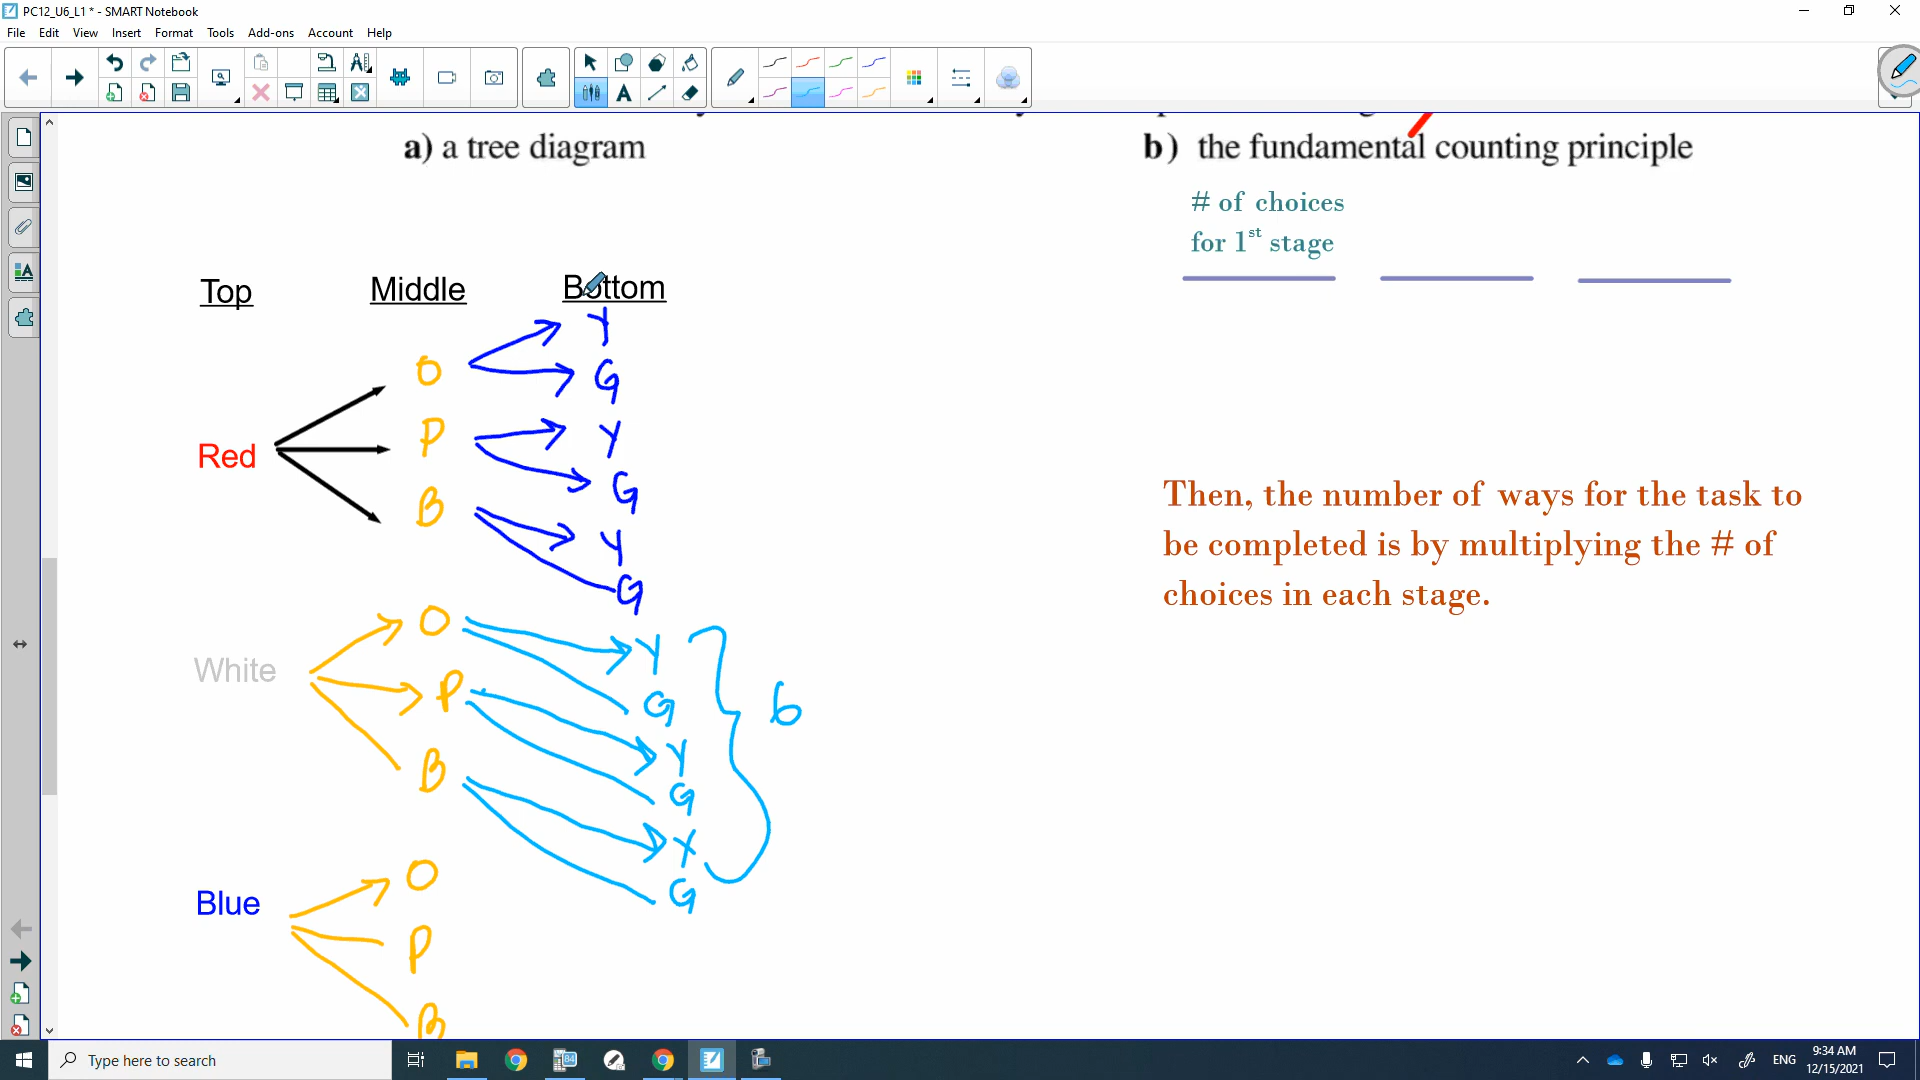 PC12_U6_L1 * - SMART Notebook
File Edit View Insert Format Tools Add-ons Account Help
a) a tree diagram
b) the fundamental counting principle
# of choices
for 1st stage
Top Middle Bottom
Y
O
G
P
Y
Red
G
B
Y
G
O
Y
White
P
G
6
Y
B
G
Y
G
O
Blue
P
B
Then, the number of ways for the task to
be completed is by multiplying the # of
choices in each stage.
Type here to search
84
ENG
9:34 AM
12/15/2021